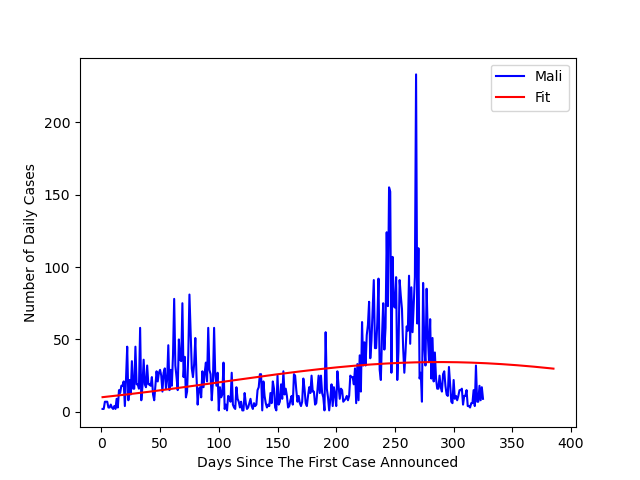 Mali
Fit
200
150
100
50
0
Number of Daily Cases
0 50 100 150 200 250 300 350 400
Days Since The First Case Announced